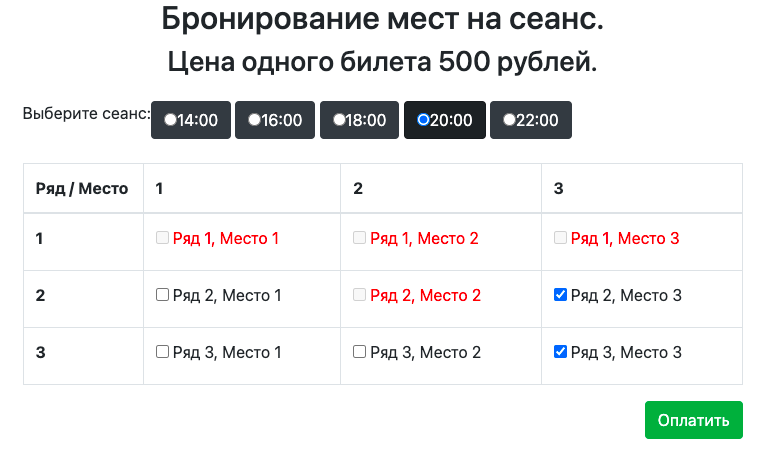 Бронирование мест на сеанс.
Цена одного билета 500 рублей.
Выберите сеанс: 14:00 16:00 18:00 20:00 22:00
Ряд / Место 1 2 3
1 Ряд 1, Место 1 Ряд 1, Место 2 Ряд 1, Место 3
2 Ряд 2, Место 1 Ряд 2, Место 2 Ряд 2, Место 3
3 Ряд 3, Место 1 Ряд 3, Место 2 Ряд 3, Место 3
Оплатить